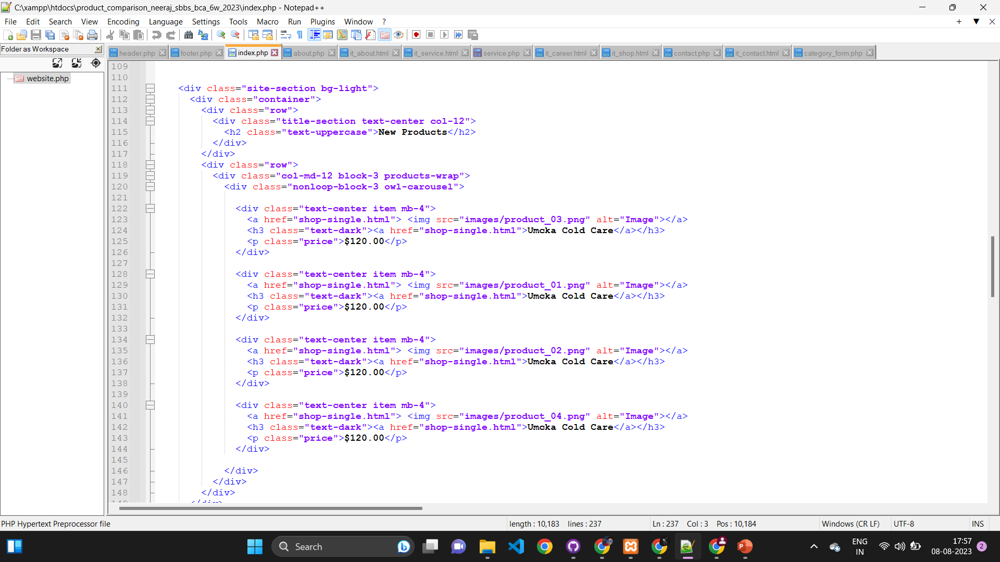 C:\xampp\htdocs\product_comparison_neeraj_sbbs_bca_6w_2023\index.php - Notepad++
File Edit Search View Encoding Language Settings Tools Macro Run Plugins Window ?
Folder as Workspace
header.php footer.php index.php about.php it_about.html it_service.html service.php it_career.html it_shop.html contact.php it_contact.html category_form.php
website.php
109
110
111 <div class="site-section bg-light">
112 <div class="container">
113 <div class="row">
114 <div class="title-section text-center col-12">
115 <h2 class="text-uppercase">New Products</h2>
116 </div>
117 </div>
118 <div class="row">
119 <div class="col-md-12 block-3 products-wrap">
120 <div class="nonloop-block-3 owl-carousel">
121
122 <div class="text-center item mb-4">
123 <a href="shop-single.html"> <img src="images/product_03.png" alt="Image"></a>
124 <h3 class="text-dark"><a href="shop-single.html">Umcka Cold Care</a></h3>
125 <p class="price">$120.00</p>
126 </div>
127
128 <div class="text-center item mb-4">
129 <a href="shop-single.html"> <img src="images/product_01.png" alt="Image"></a>
130 <h3 class="text-dark"><a href="shop-single.html">Umcka Cold Care</a></h3>
131 <p class="price">$120.00</p>
132 </div>
133
134 <div class="text-center item mb-4">
135 <a href="shop-single.html"> <img src="images/product_02.png" alt="Image"></a>
136 <h3 class="text-dark"><a href="shop-single.html">Umcka Cold Care</a></h3>
137 <p class="price">$120.00</p>
138 </div>
139
140 <div class="text-center item mb-4">
141 <a href="shop-single.html"> <img src="images/product_04.png" alt="Image"></a>
142 <h3 class="text-dark"><a href="shop-single.html">Umcka Cold Care</a></h3>
143 <p class="price">$120.00</p>
144 </div>
145
146 </div>
147 </div>
148 </div>
PHP Hypertext Preprocessor file length : 10,183 lines : 237 Ln : 237 Col : 3 Pos : 10,184 Windows (CR LF) UTF-8 INS
Search
ENG
IN
17:57
08-08-2023
2